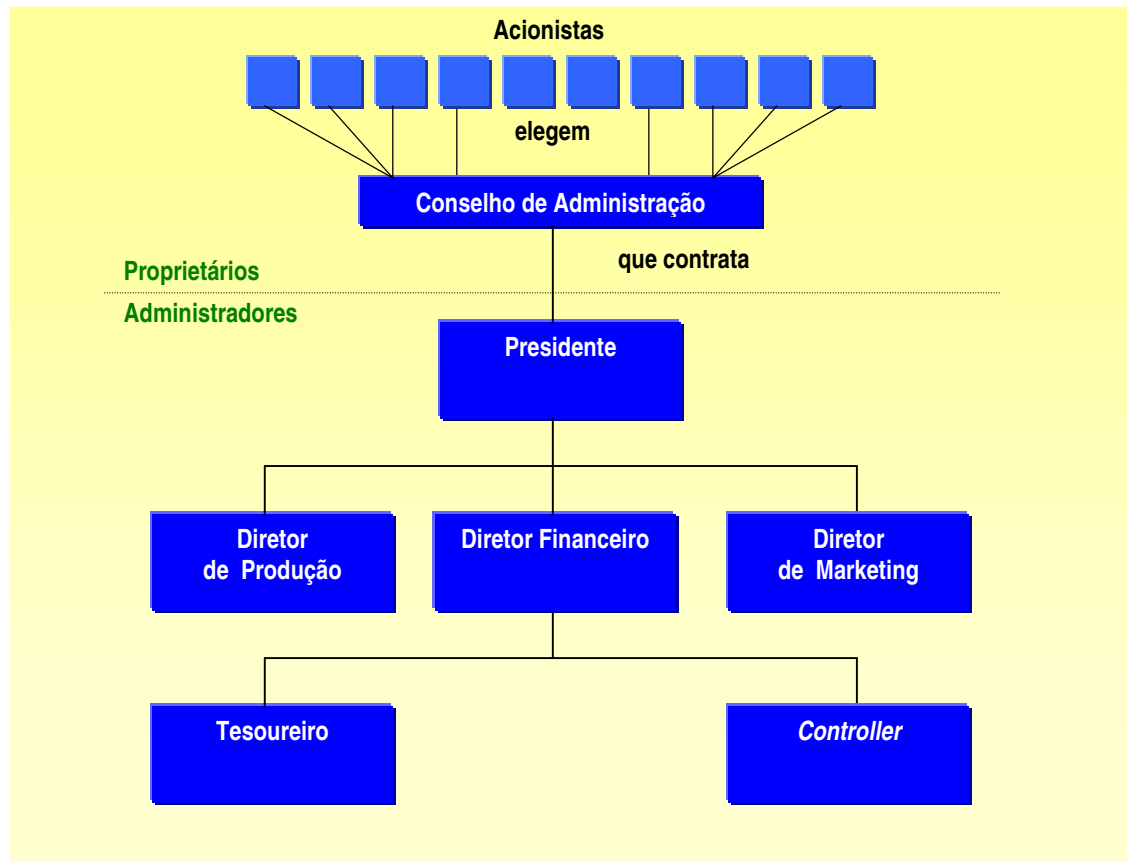 Acionistas
elegem
Conselho de Administração
que contrata
Proprietários
Administradores
Presidente
Diretor
de Produção
Diretor Financeiro
Diretor
de Marketing
Tesoureiro
Controller